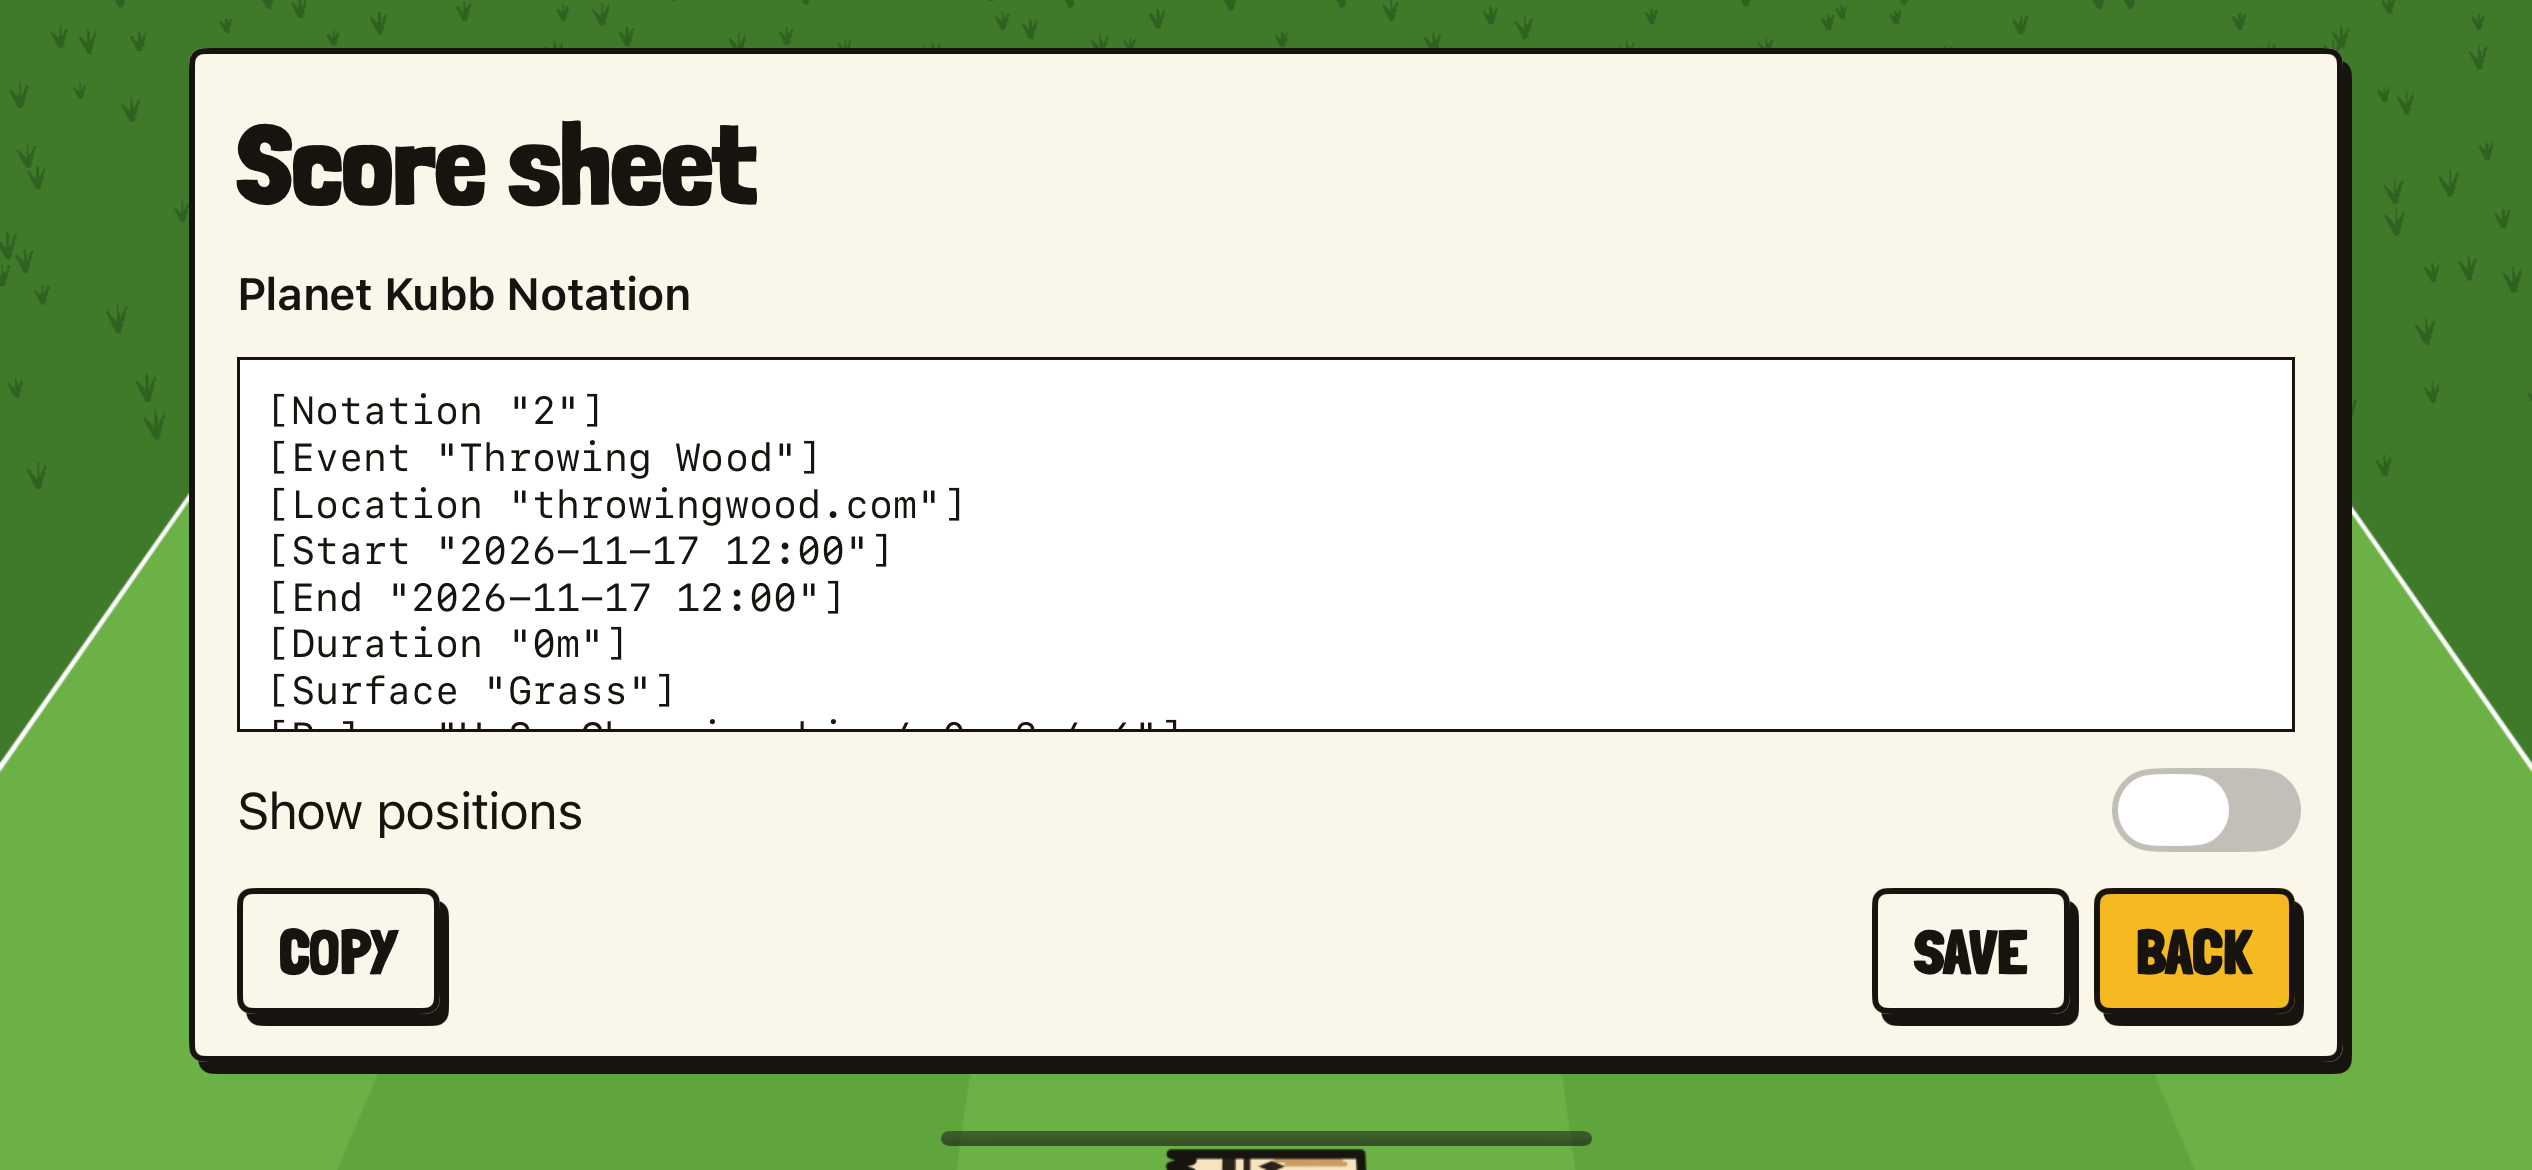 Score sheet
Planet Kubb Notation
[Notation "2"]
[Event "Throwing Wood"]
[Location "throwingwood.com"]
[Start "2026-11-17 12:00"]
[End "2026-11-17 12:00"]
[Duration "0m"]
[Surface "Grass"]
Show positions
COPY
SAVE
BACK